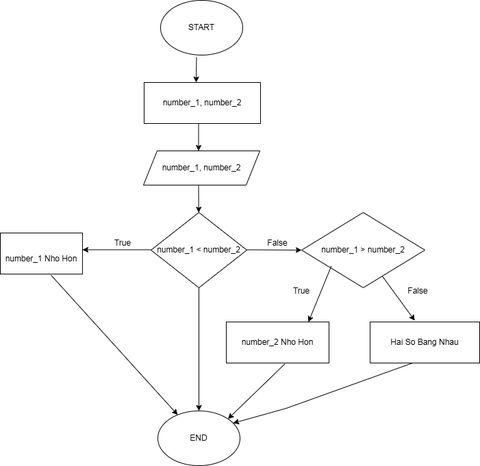 START
number_1, number_2
number_1, number_2
True
number_1 < number_2
False
number_1 > number_2
number_1 Nho Hon
True
False
number_2 Nho Hon
Hai So Bang Nhau
END